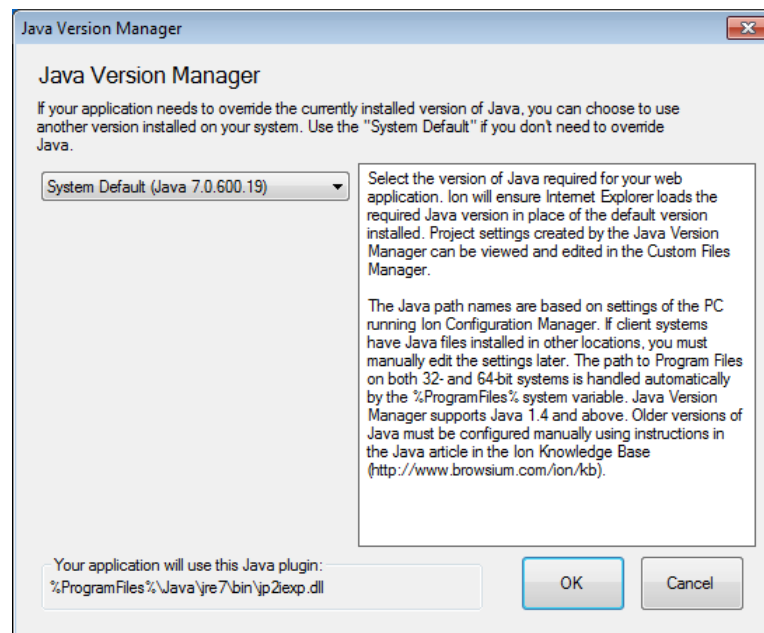 Java Version Manager
Java Version Manager
If your application needs to override the currently installed version of Java, you can choose to use
another version installed on your system. Use the "System Default" if you don't need to override
Java.
System Default (Java 7.0.600.19)
Select the version of Java required for your web
application. Ion will ensure Internet Explorer loads the
required Java version in place of the default version
installed. Project settings created by the Java Version
Manager can be viewed and edited in the Custom Files
Manager.
The Java path names are based on settings of the PC
running Ion Configuration Manager. If client systems
have Java files installed in other locations, you must
manually edit the settings later. The path to Program Files
on both 32- and 64-bit systems is handled automatically
by the %ProgramFiles% system variable. Java Version
Manager supports Java 1.4 and above. Older versions of
Java must be configured manually using instructions in
the Java article in the Ion Knowledge Base
(http://www.browsium.com/ion/kb).
Your application will use this Java plugin:
%ProgramFiles%\Java\jre7\bin\jp2iexp.dll
OK
Cancel